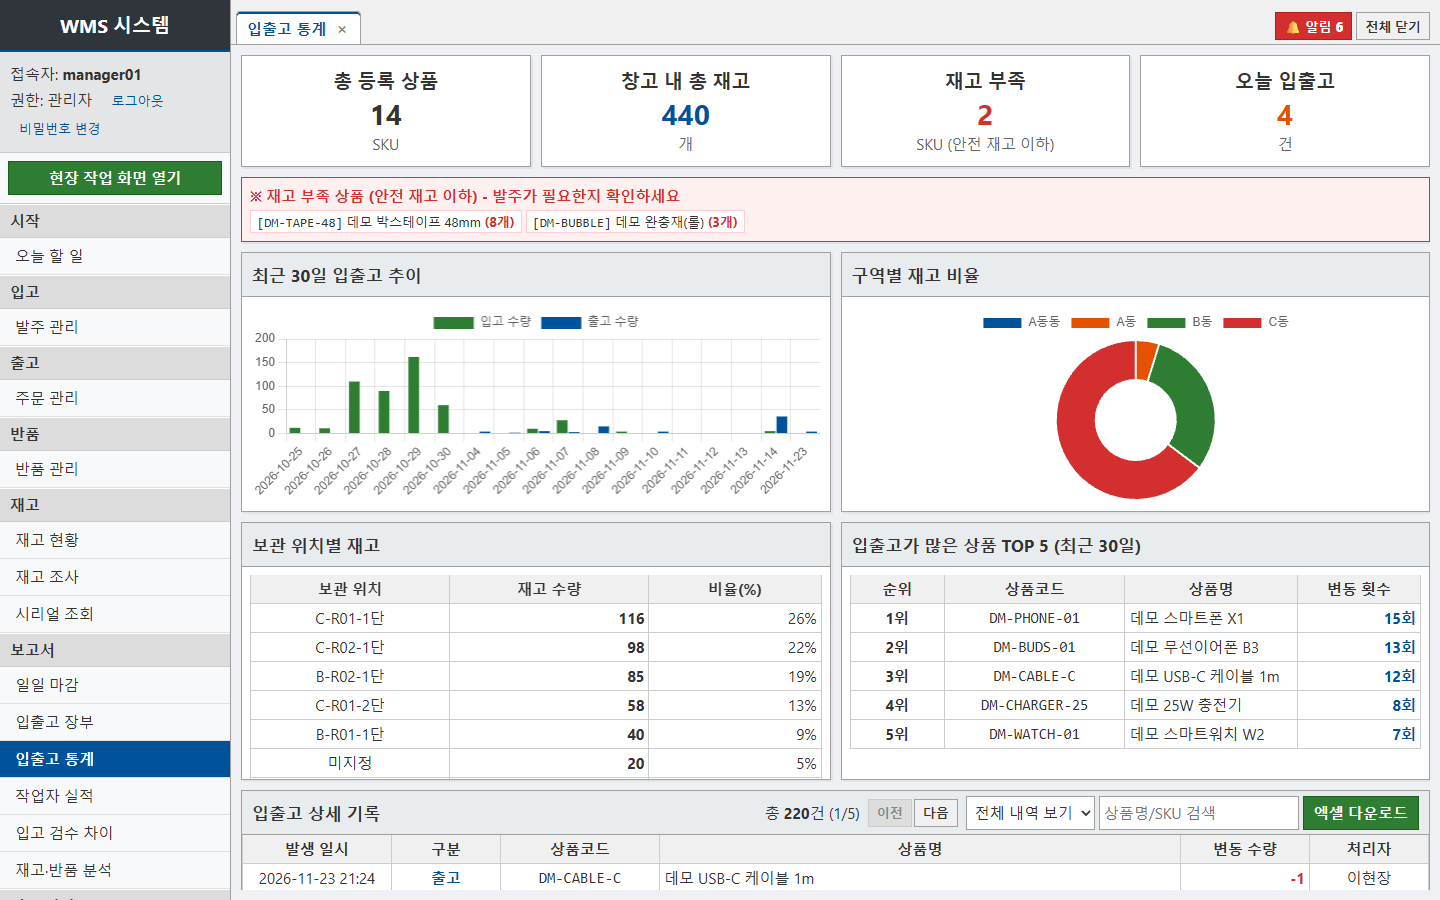 WMS 시스템
접속자: manager01
권한: 관리자 로그아웃
비밀번호 변경
현장 작업 화면 열기
시작
오늘 할 일
입고
발주 관리
출고
주문 관리
반품
반품 관리
재고
재고 현황
재고 조사
시리얼 조회
보고서
일일 마감
입출고 장부
입출고 통계
작업자 실적
입고 검수 차이
재고·반품 분석
입출고 통계 ×
알림 6
전체 닫기
총 등록 상품
14
SKU
창고 내 총 재고
440
개
재고 부족
2
SKU (안전 재고 이하)
오늘 입출고
4
건
※ 재고 부족 상품 (안전 재고 이하) - 발주가 필요한지 확인하세요
[DM-TAPE-48] 데모 박스테이프 48mm (8개) [DM-BUBBLE] 데모 완충재(롤) (3개)
최근 30일 입출고 추이
입고 수량 출고 수량
200
150
100
50
0
2026-10-25 2026-10-26 2026-10-27 2026-10-28 2026-10-29 2026-10-30 2026-11-04 2026-11-05 2026-11-06 2026-11-07 2026-11-08 2026-11-09 2026-11-10 2026-11-11 2026-11-12 2026-11-13 2026-11-14 2026-11-23
구역별 재고 비율
A동동 A동 B동 C동
보관 위치별 재고
보관 위치 재고 수량 비율(%)
C-R01-1단 116 26%
C-R02-1단 98 22%
B-R02-1단 85 19%
C-R01-2단 58 13%
B-R01-1단 40 9%
미지정 20 5%
입출고가 많은 상품 TOP 5 (최근 30일)
순위 상품코드 상품명 변동 횟수
1위 DM-PHONE-01 데모 스마트폰 X1 15회
2위 DM-BUDS-01 데모 무선이어폰 B3 13회
3위 DM-CABLE-C 데모 USB-C 케이블 1m 12회
4위 DM-CHARGER-25 데모 25W 충전기 8회
5위 DM-WATCH-01 데모 스마트워치 W2 7회
입출고 상세 기록 총 220건 (1/5) 이전 다음 전체 내역 보기 상품명/SKU 검색 엑셀 다운로드
발생 일시 구분 상품코드 상품명 변동 수량 처리자
2026-11-23 21:24 출고 DM-CABLE-C 데모 USB-C 케이블 1m -1 이현장